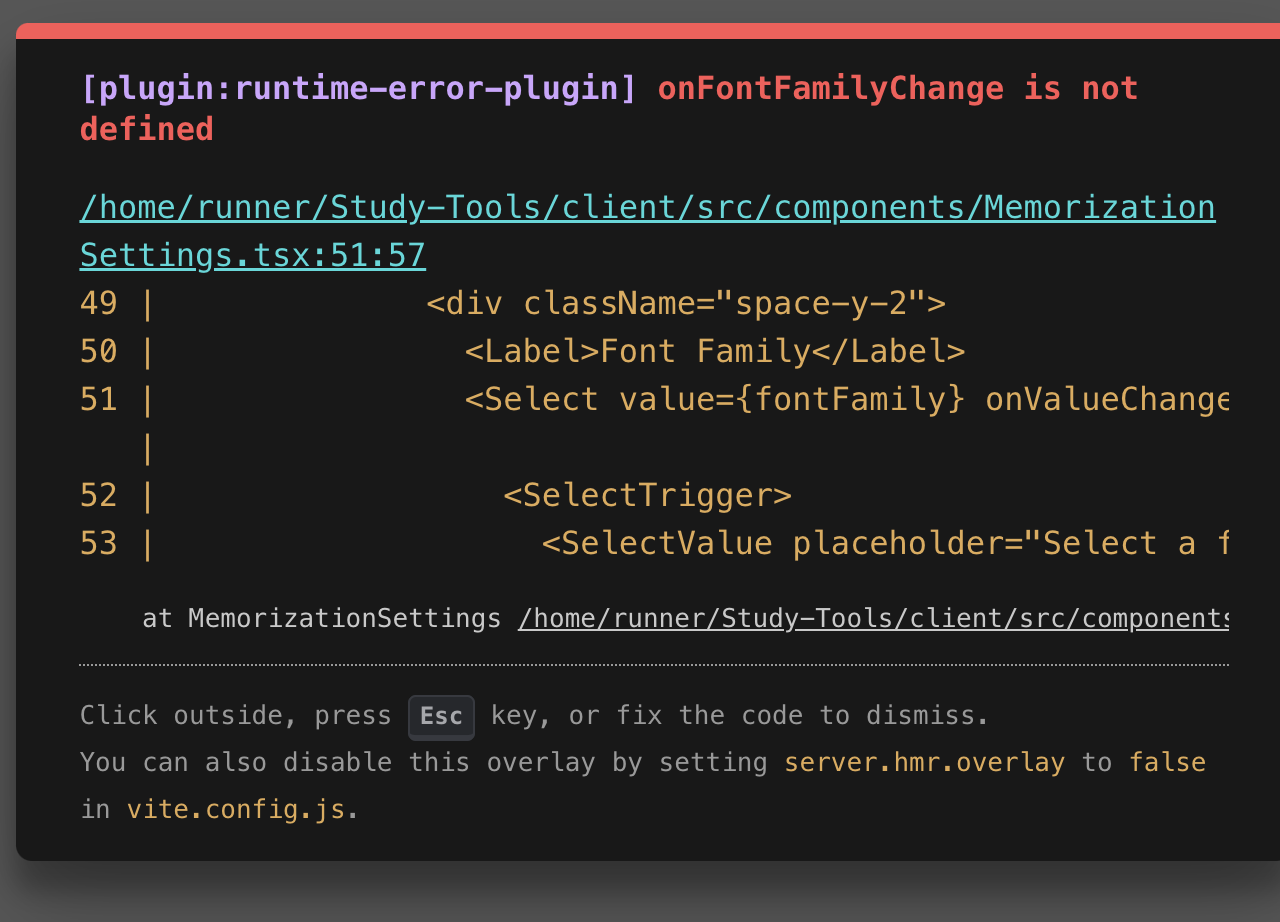 [plugin:runtime-error-plugin] onFontFamilyChange is not
defined
/home/runner/Study-Tools/client/src/components/Memorization
Settings.tsx:51:57
49 |              <div className="space-y-2">
50 |                <Label>Font Family</Label>
51 |                <Select value={fontFamily} onValueChange
   |
52 |                  <SelectTrigger>
53 |                    <SelectValue placeholder="Select a f
    at MemorizationSettings /home/runner/Study-Tools/client/src/components
Click outside, press Esc key, or fix the code to dismiss.
You can also disable this overlay by setting server.hmr.overlay to false
in vite.config.js.